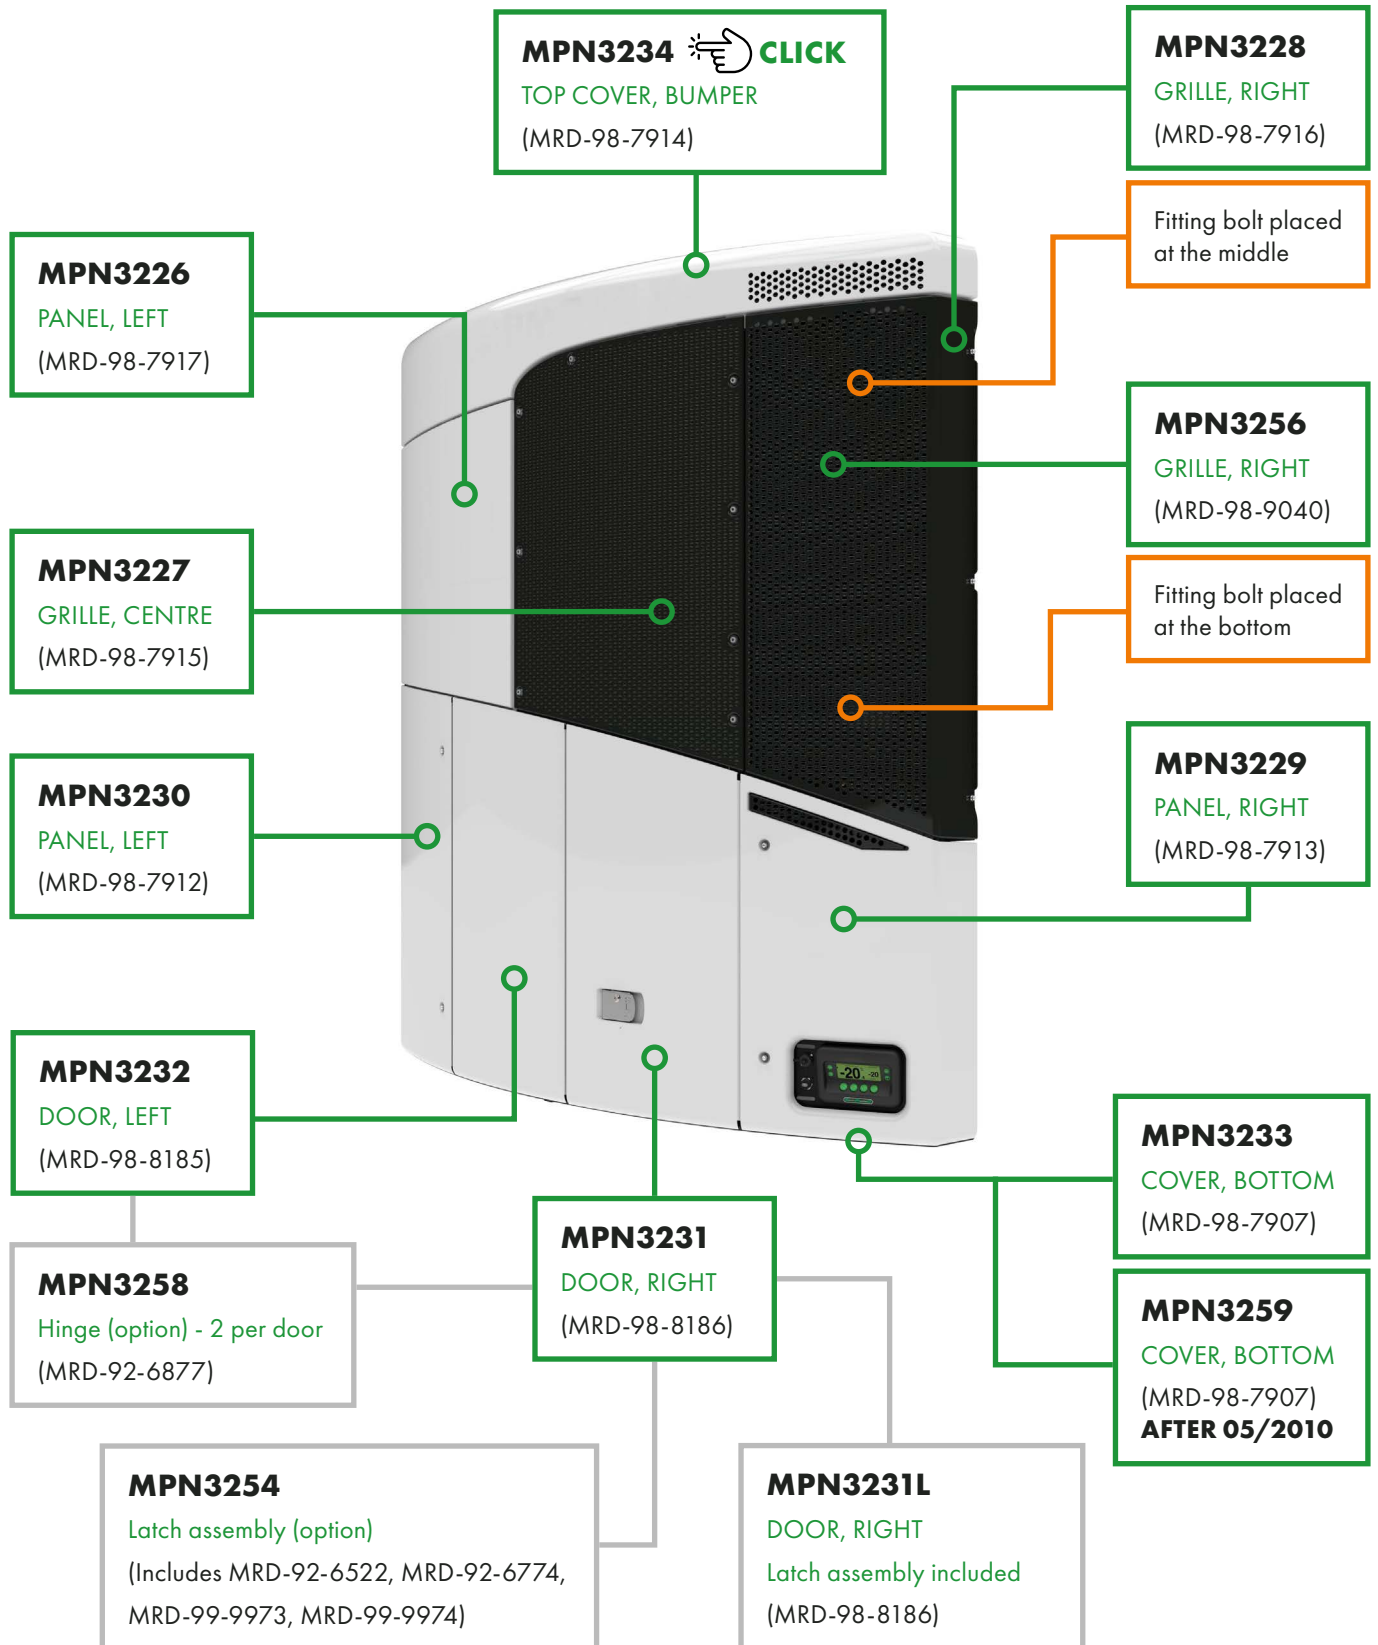 MPN3234 CLICK
TOP COVER, BUMPER
(MRD-98-7914)
MPN3228
GRILLE, RIGHT
(MRD-98-7916)
Fitting bolt placed
at the middle
MPN3226
PANEL, LEFT
(MRD-98-7917)
MPN3256
GRILLE, RIGHT
(MRD-98-9040)
MPN3227
GRILLE, CENTRE
(MRD-98-7915)
Fitting bolt placed
at the bottom
MPN3229
PANEL, RIGHT
(MRD-98-7913)
MPN3230
PANEL, LEFT
(MRD-98-7912)
-20 -20
MPN3232
DOOR, LEFT
(MRD-98-8185)
MPN3233
COVER, BOTTOM
(MRD-98-7907)
MPN3231
DOOR, RIGHT
(MRD-98-8186)
MPN3258
Hinge (option) - 2 per door
(MRD-92-6877)
MPN3259
COVER, BOTTOM
(MRD-98-7907)
AFTER 05/2010
MPN3254
Latch assembly (option)
(Includes MRD-92-6522, MRD-92-6774,
MRD-99-9973, MRD-99-9974)
MPN3231L
DOOR, RIGHT
Latch assembly included
(MRD-98-8186)